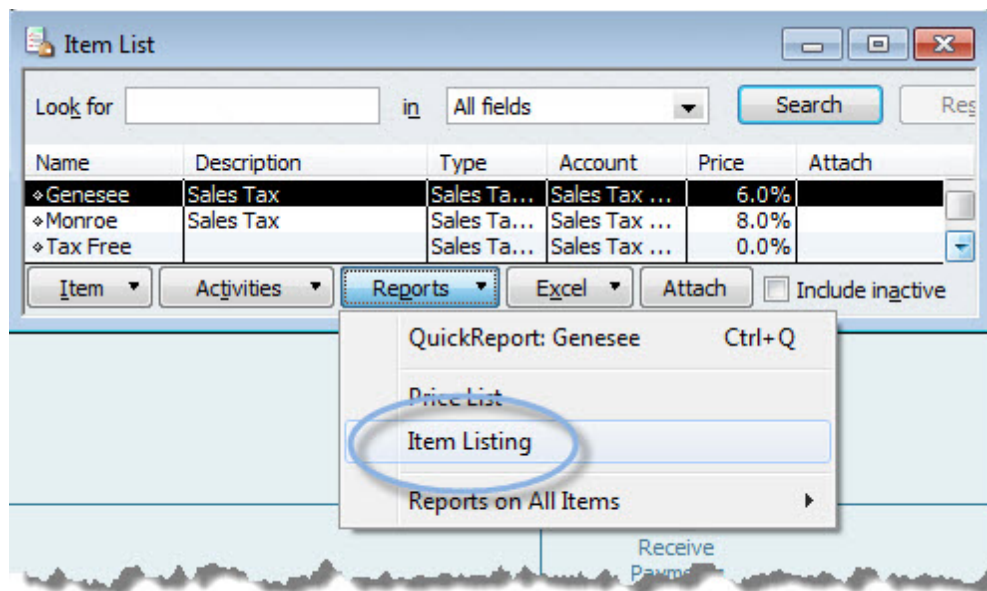 Item List
Look for in All fields Search Res
Name Description Type Account Price Attach
Genesee Sales Tax Sales Ta... Sales Tax ... 6.0%
Monroe Sales Tax Sales Ta... Sales Tax ... 8.0%
Tax Free Sales Ta... Sales Tax ... 0.0%
Item Activities Reports Excel Attach Include inactive
QuickReport: Genesee Ctrl+Q
Price List
Item Listing
Reports on All Items
Receive